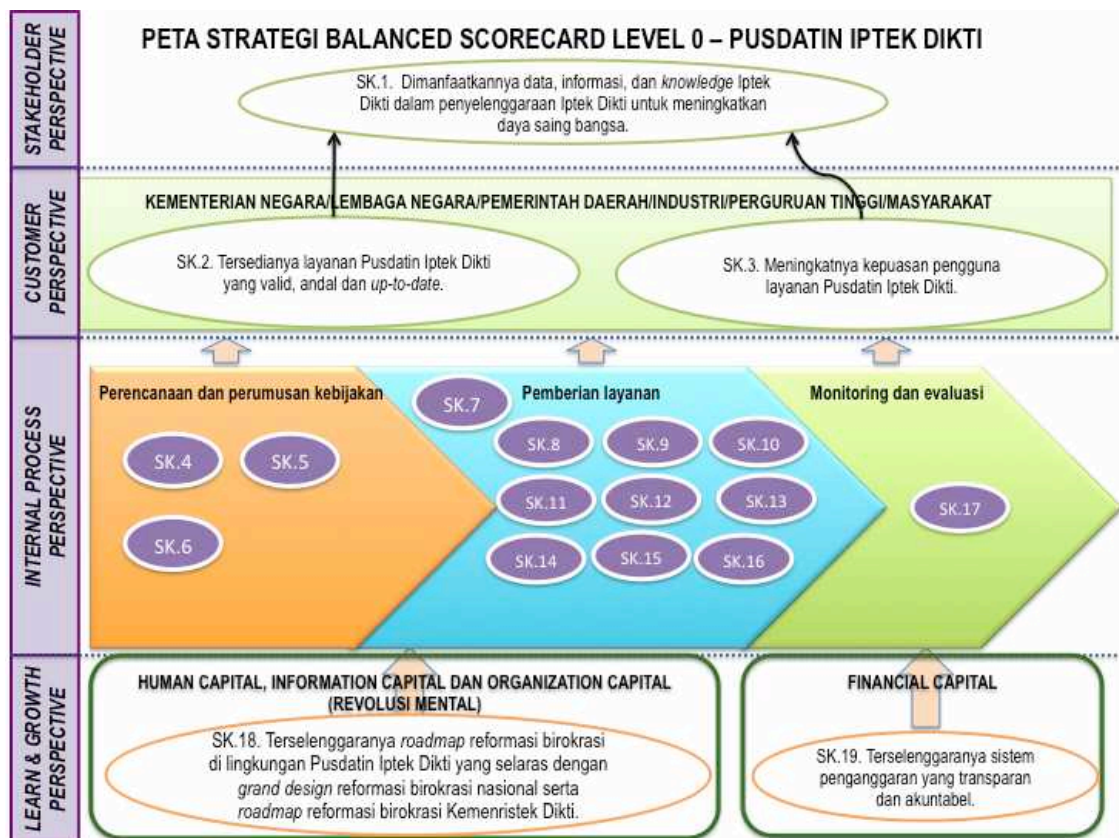 STAKEHOLDER
PERSPECTIVE
PETA STRATEGI BALANCED SCORECARD LEVEL 0 – PUSDATIN IPTEK DIKTI
SK.1. Dimanfaatkannya data, informasi, dan knowledge Iptek
Dikti dalam penyelenggaraan Iptek Dikti untuk meningkatkan
daya saing bangsa.
CUSTOMER
PERSPECTIVE
KEMENTERIAN NEGARA/LEMBAGA NEGARA/PEMERINTAH DAERAH/INDUSTRI/PERGURUAN TINGGI/MASYARAKAT
SK.2. Tersedianya layanan Pusdatin Iptek Dikti
yang valid, andal dan up-to-date.
SK.3. Meningkatnya kepuasan pengguna
layanan Pusdatin Iptek Dikti.
INTERNAL PROCESS
PERSPECTIVE
Perencanaan dan perumusan kebijakan
SK.4
SK.5
SK.6
Pemberian layanan
SK.7
SK.8
SK.9
SK.10
SK.11
SK.12
SK.13
SK.14
SK.15
SK.16
Monitoring dan evaluasi
SK.17
LEARN & GROWTH
PERSPECTIVE
HUMAN CAPITAL, INFORMATION CAPITAL DAN ORGANIZATION CAPITAL
(REVOLUSI MENTAL)
SK.18. Terselenggaranya roadmap reformasi birokrasi
di lingkungan Pusdatin Iptek Dikti yang selaras dengan
grand design reformasi birokrasi nasional serta
roadmap reformasi birokrasi Kemenristek Dikti.
FINANCIAL CAPITAL
SK.19. Terselenggaranya sistem
penganggaran yang transparan
dan akuntabel.